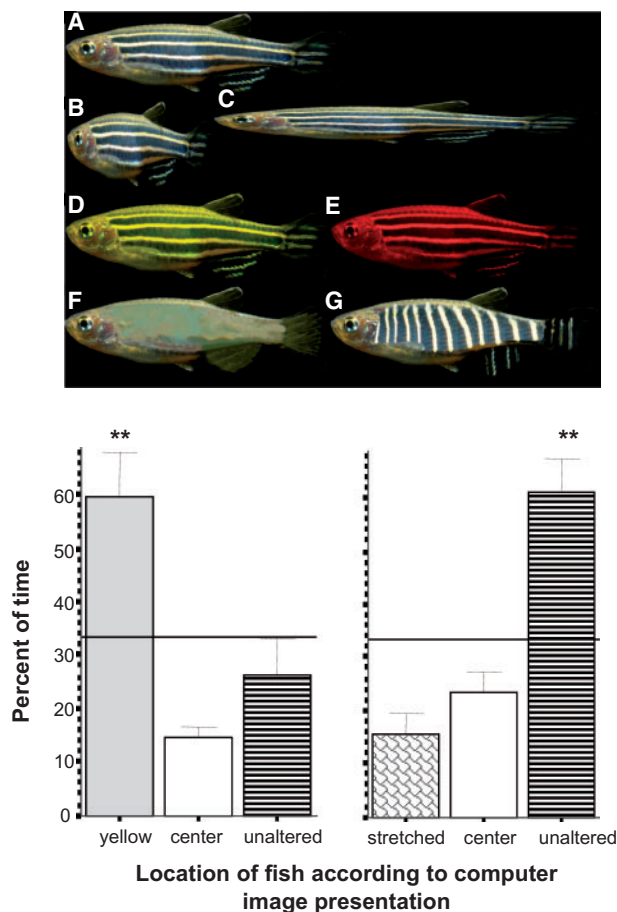 A
B
C
D
E
F
G
**
**
Percent of time
60
50
40
30
20
10
0
yellow center unaltered
stretched center unaltered
Location of fish according to computer
image presentation